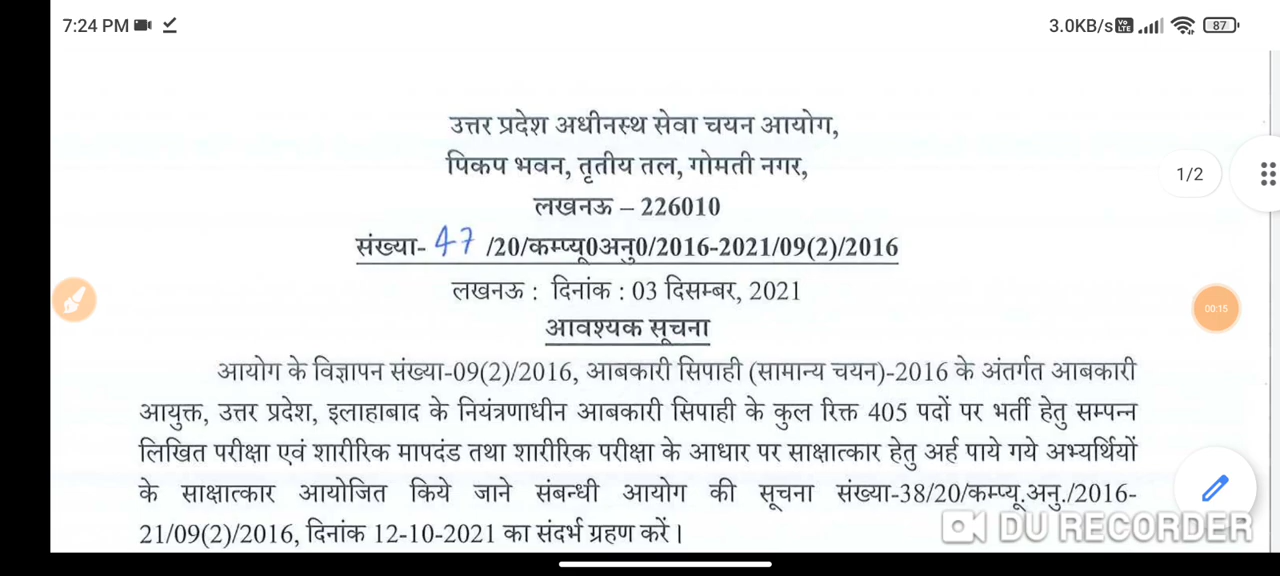 7:24 PM
3.0KB/s
87
उत्तर प्रदेश अधीनस्थ सेवा चयन आयोग,
पिकप भवन, तृतीय तल, गोमती नगर,
लखनऊ – 226010
संख्या- 47 /20/कम्प्यू0अनु0/2016-2021/09(2)/2016
लखनऊ : दिनांक : 03 दिसम्बर, 2021
आवश्यक सूचना
आयोग के विज्ञापन संख्या-09(2)/2016, आबकारी सिपाही (सामान्य चयन)-2016 के अंतर्गत आबकारी
आयुक्त, उत्तर प्रदेश, इलाहाबाद के नियंत्रणाधीन आबकारी सिपाही के कुल रिक्त 405 पदों पर भर्ती हेतु सम्पन्न
लिखित परीक्षा एवं शारीरिक मापदंड तथा शारीरिक परीक्षा के आधार पर साक्षात्कार हेतु अर्ह पाये गये अभ्यर्थियों
के साक्षात्कार आयोजित किये जाने संबन्धी आयोग की सूचना संख्या-38/20/कम्प्यू.अनु./2016-
21/09(2)/2016, दिनांक 12-10-2021 का संदर्भ ग्रहण करें।
1/2
00:15
DU RECORDER